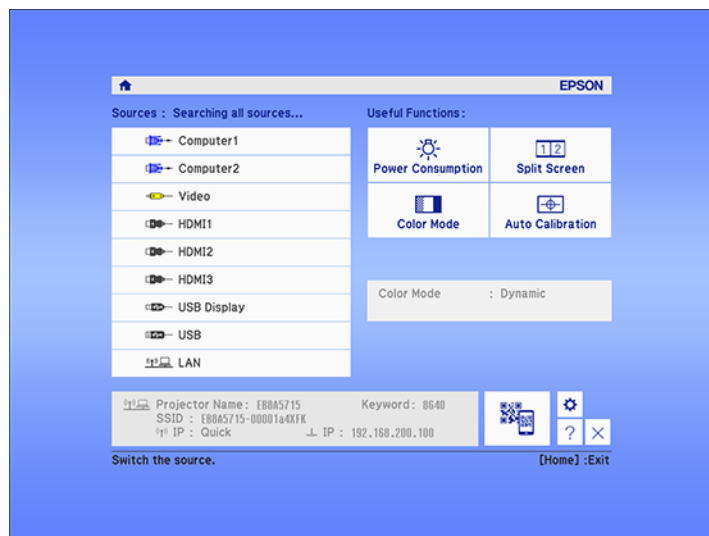 EPSON
Sources : Searching all sources...
Computer1
Computer2
Video
HDMI1
HDMI2
HDMI3
USB Display
USB
LAN
Useful Functions :
Power Consumption
1 2
Split Screen
Color Mode
Auto Calibration
Color Mode : Dynamic
Projector Name : EB8A5715 Keyword : 8640
SSID : EB8A5715-00001a4XFK
IP : Quick IP : 192.168.200.100
?
Switch the source. [Home] :Exit